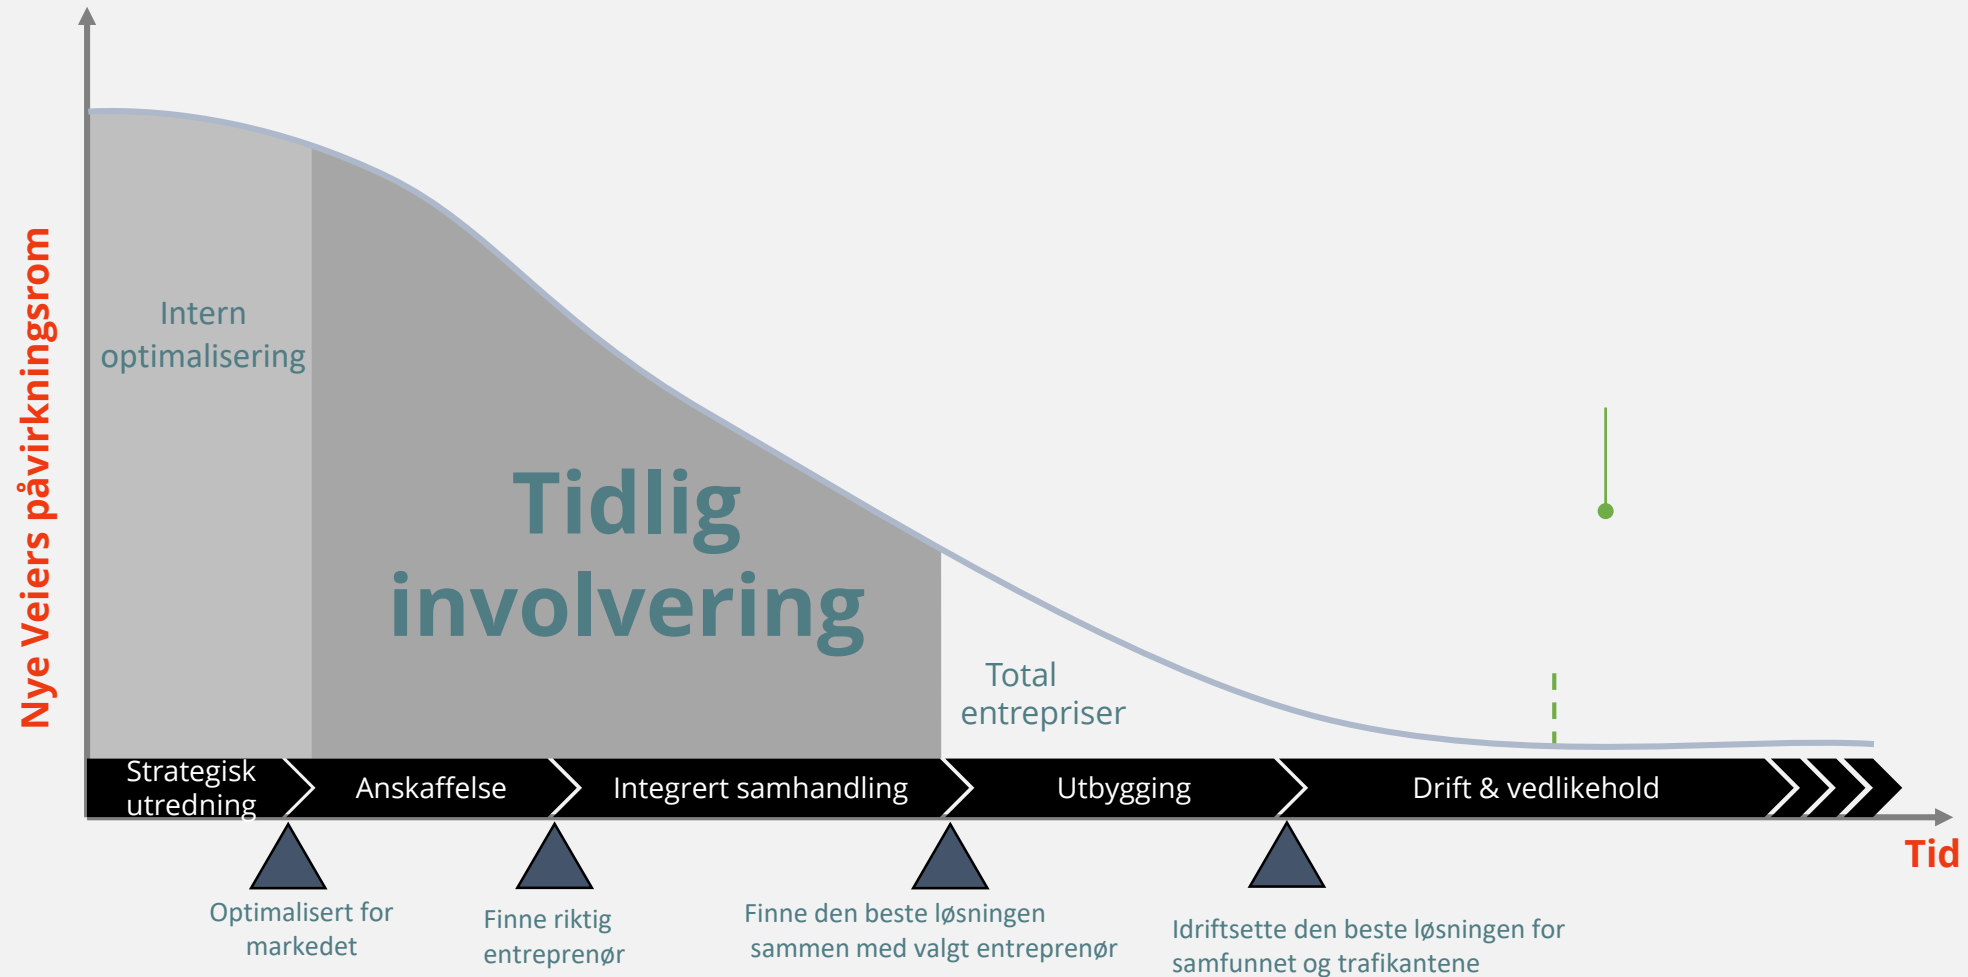 Nye Veiers påvirkningsrom
Intern
optimalisering
Tidlig
involvering
Total
entrepriser
Strategisk
utredning
Anskaffelse
Integrert samhandling
Utbygging
Drift & vedlikehold
Tid
Optimalisert for
markedet
Finne riktig
entreprenør
Finne den beste løsningen
sammen med valgt entreprenør
Idriftsette den beste løsningen for
samfunnet og trafikantene